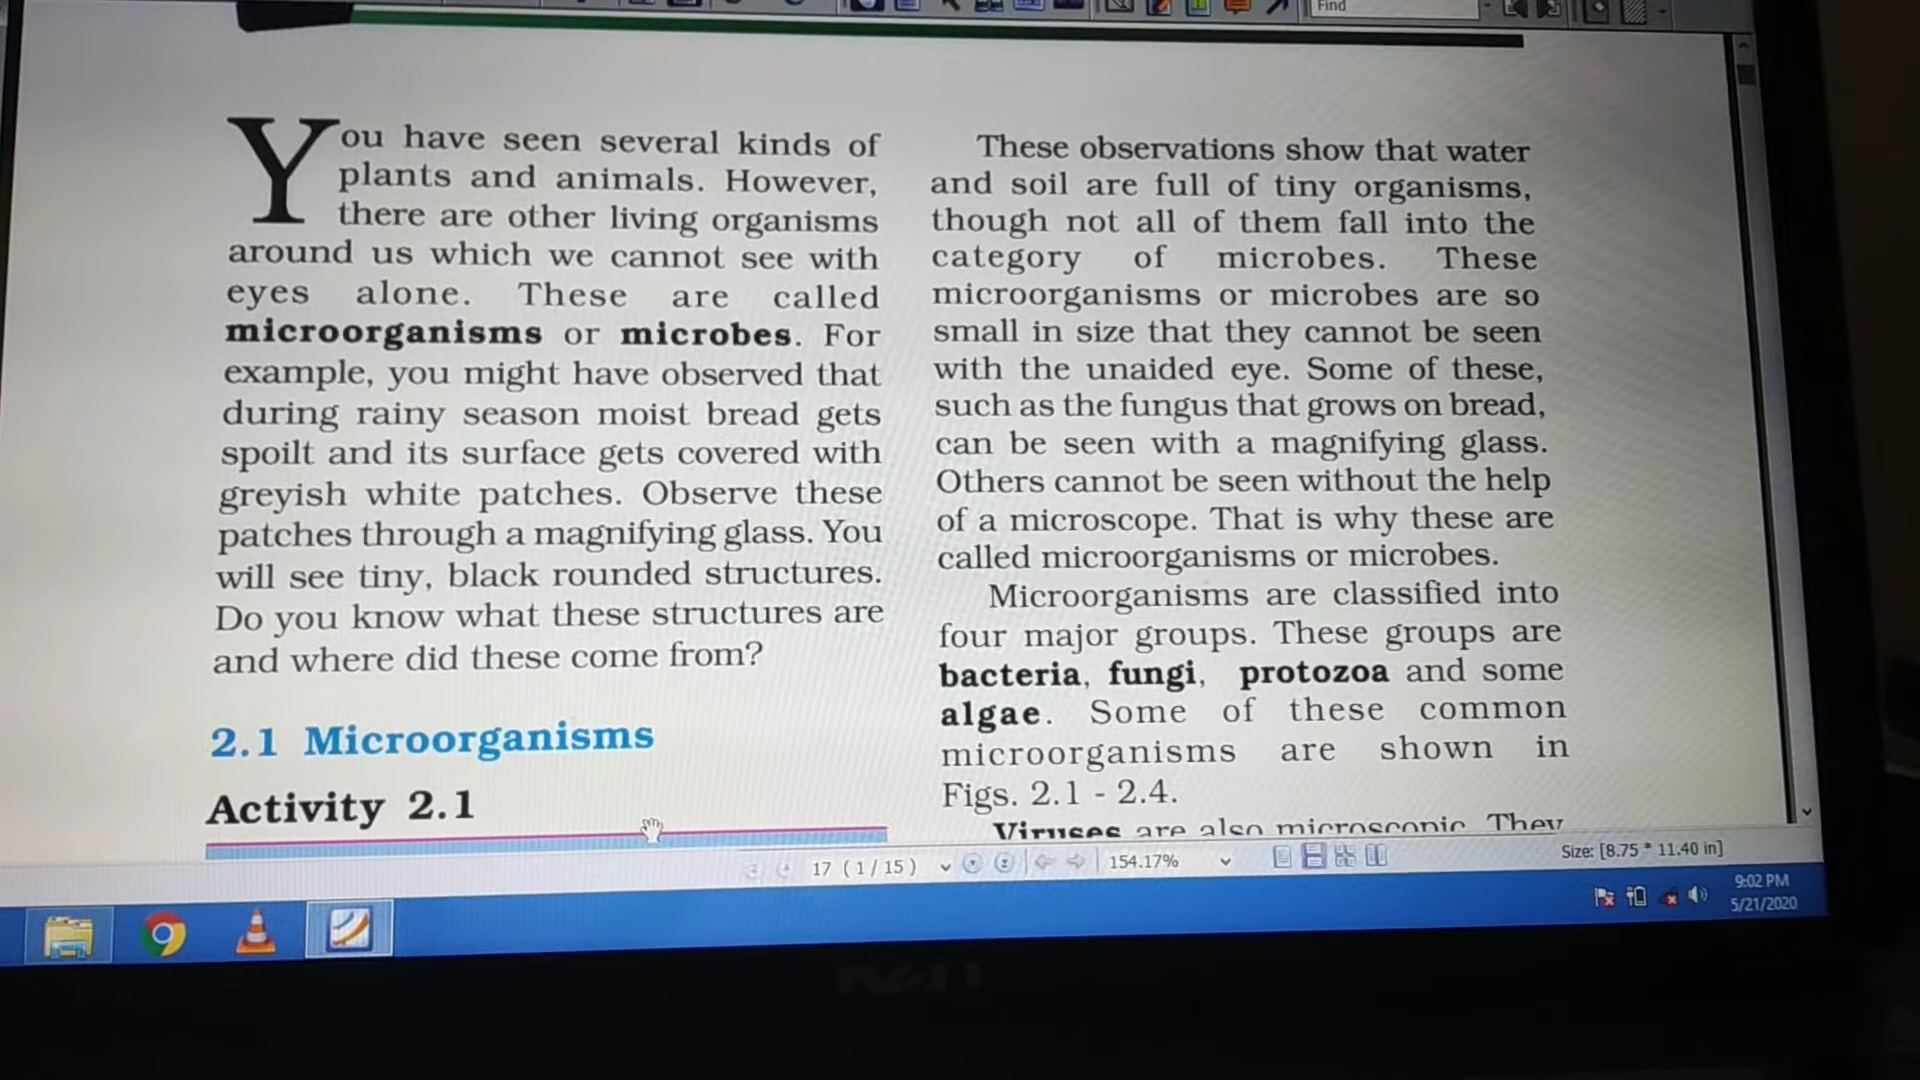 Find
You have seen several kinds of
plants and animals. However,
there are other living organisms
around us which we cannot see with
eyes alone. These are called
microorganisms or microbes. For
example, you might have observed that
during rainy season moist bread gets
spoilt and its surface gets covered with
greyish white patches. Observe these
patches through a magnifying glass. You
will see tiny, black rounded structures.
Do you know what these structures are
and where did these come from?
2.1 Microorganisms
Activity 2.1
These observations show that water
and soil are full of tiny organisms,
though not all of them fall into the
category of microbes. These
microorganisms or microbes are so
small in size that they cannot be seen
with the unaided eye. Some of these,
such as the fungus that grows on bread,
can be seen with a magnifying glass.
Others cannot be seen without the help
of a microscope. That is why these are
called microorganisms or microbes.
Microorganisms are classified into
four major groups. These groups are
bacteria, fungi, protozoa and some
algae. Some of these common
microorganisms are shown in
Figs. 2.1 - 2.4.
Viruses are also microscopic. They
17 (1/15)
154.17%
Size: [8.75 * 11.40 in]
9:02 PM
5/21/2020
DELL